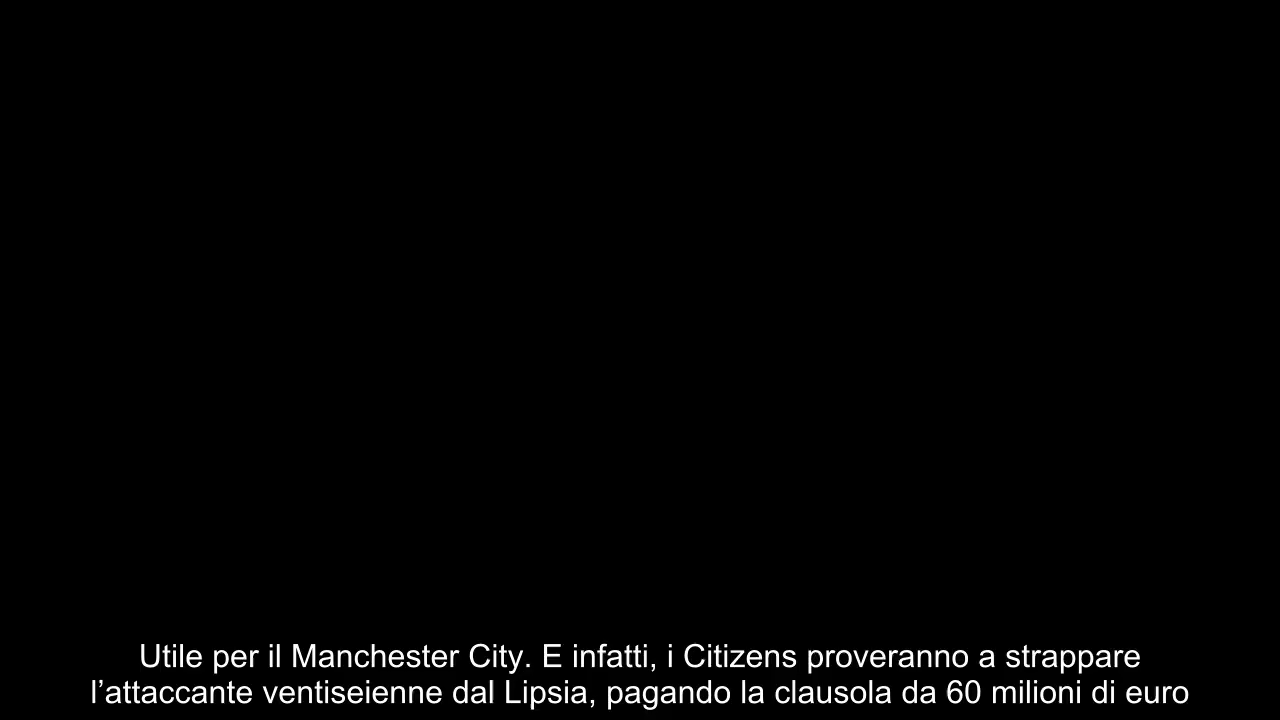 Utile per il Manchester City. E infatti, i Citizens proveranno a strappare
l’attaccante ventiseienne dal Lipsia, pagando la clausola da 60 milioni di euro